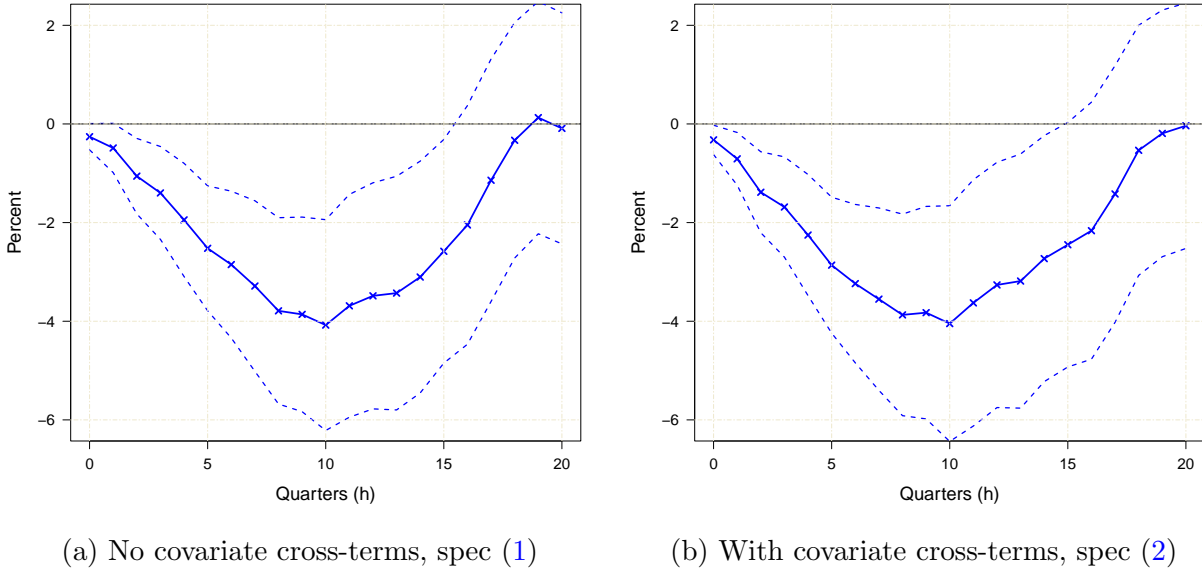 2
0
−2
−4
−6
Percent
0 5 10 15 20
Quarters (h)
(a) No covariate cross-terms, spec (1)
2
0
−2
−4
−6
Percent
0 5 10 15 20
Quarters (h)
(b) With covariate cross-terms, spec (2)